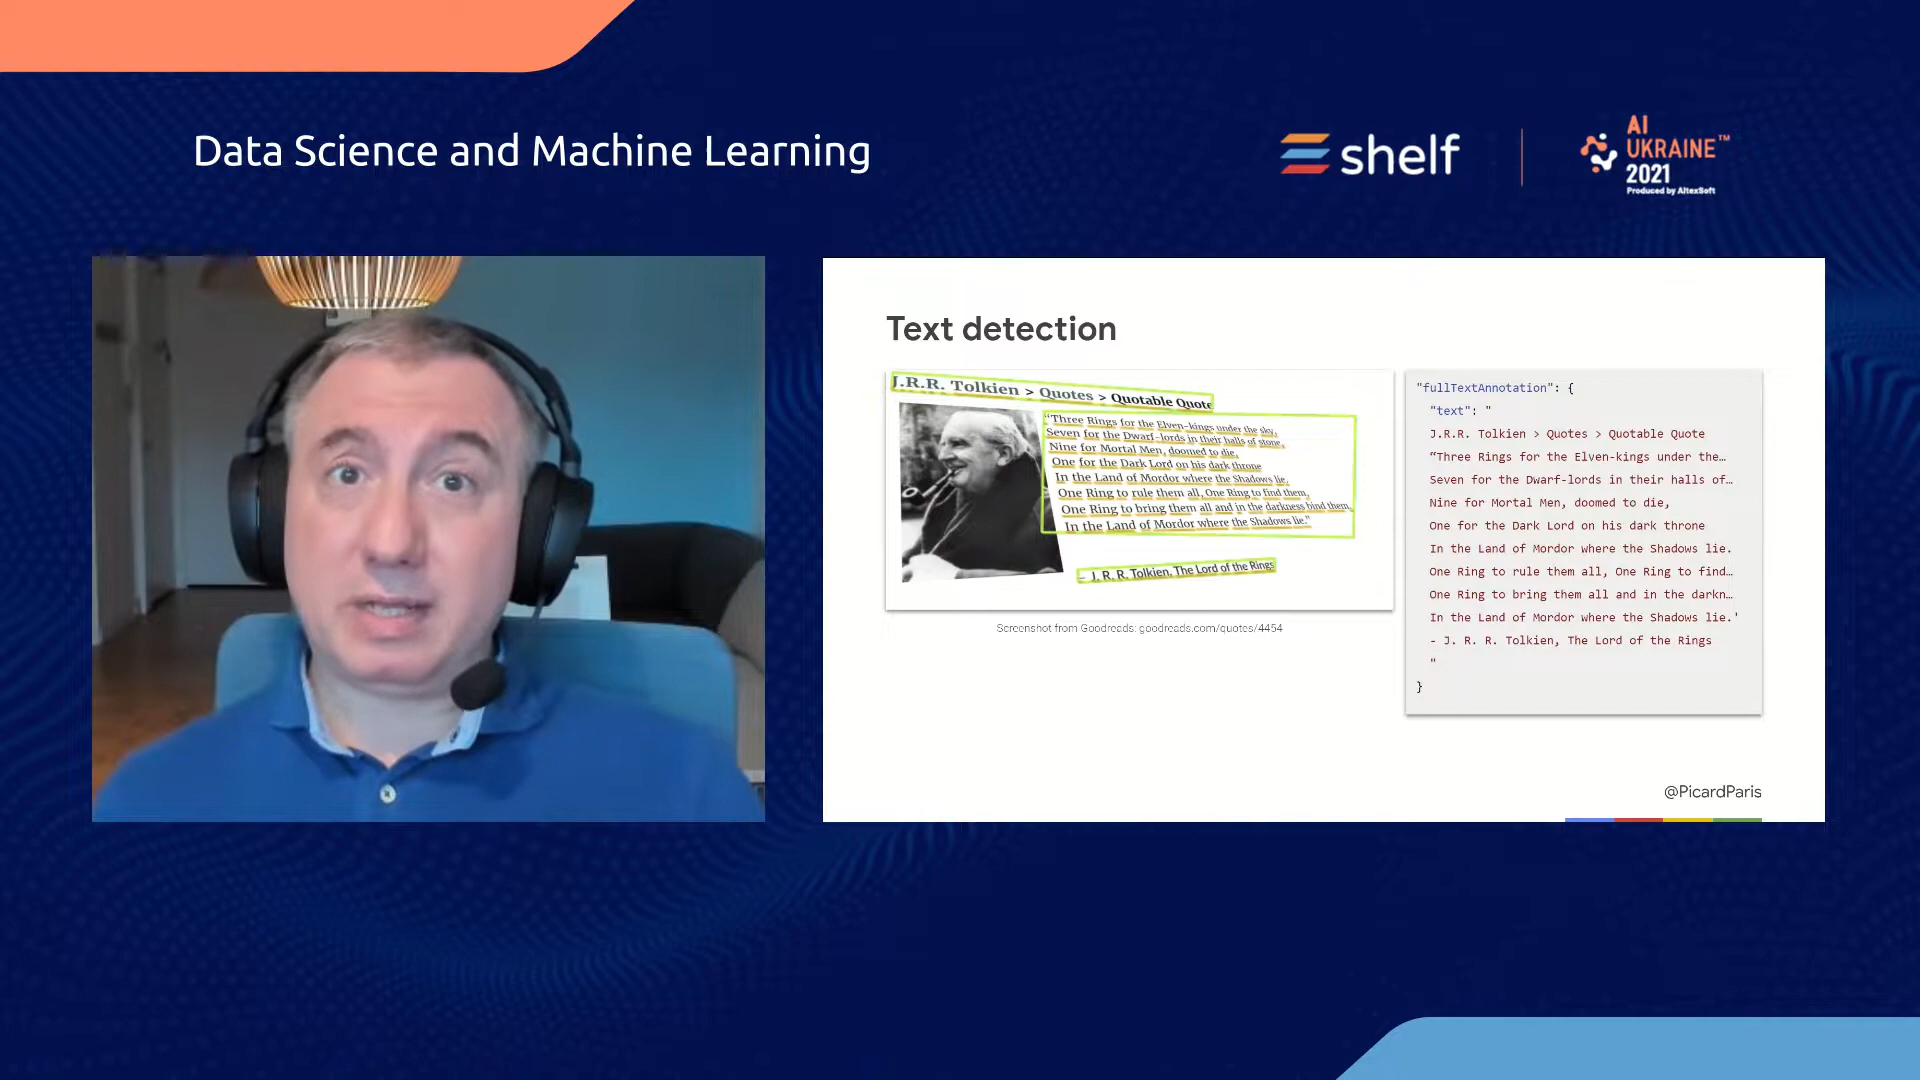 Data Science and Machine Learning
shelf
AI
UKRAINE™
2021
Produced by AltexSoft
Text detection
J.R.R. Tolkien > Quotes > Quotable Quote
“Three Rings for the Elven-kings under the sky,
Seven for the Dwarf-lords in their halls of stone,
Nine for Mortal Men, doomed to die,
One for the Dark Lord on his dark throne
In the Land of Mordor where the Shadows lie.
One Ring to rule them all, One Ring to find them,
One Ring to bring them all and in the darkness bind them,
In the Land of Mordor where the Shadows lie.”
– J. R. R. Tolkien, The Lord of the Rings
Screenshot from Goodreads: goodreads.com/quotes/4454
"fullTextAnnotation": {
"text": "
J.R.R. Tolkien > Quotes > Quotable Quote
“Three Rings for the Elven-kings under the…
Seven for the Dwarf-lords in their halls of…
Nine for Mortal Men, doomed to die,
One for the Dark Lord on his dark throne
In the Land of Mordor where the Shadows lie.
One Ring to rule them all, One Ring to find…
One Ring to bring them all and in the darkn…
In the Land of Mordor where the Shadows lie.'
- J. R. R. Tolkien, The Lord of the Rings
"
}
@PicardParis